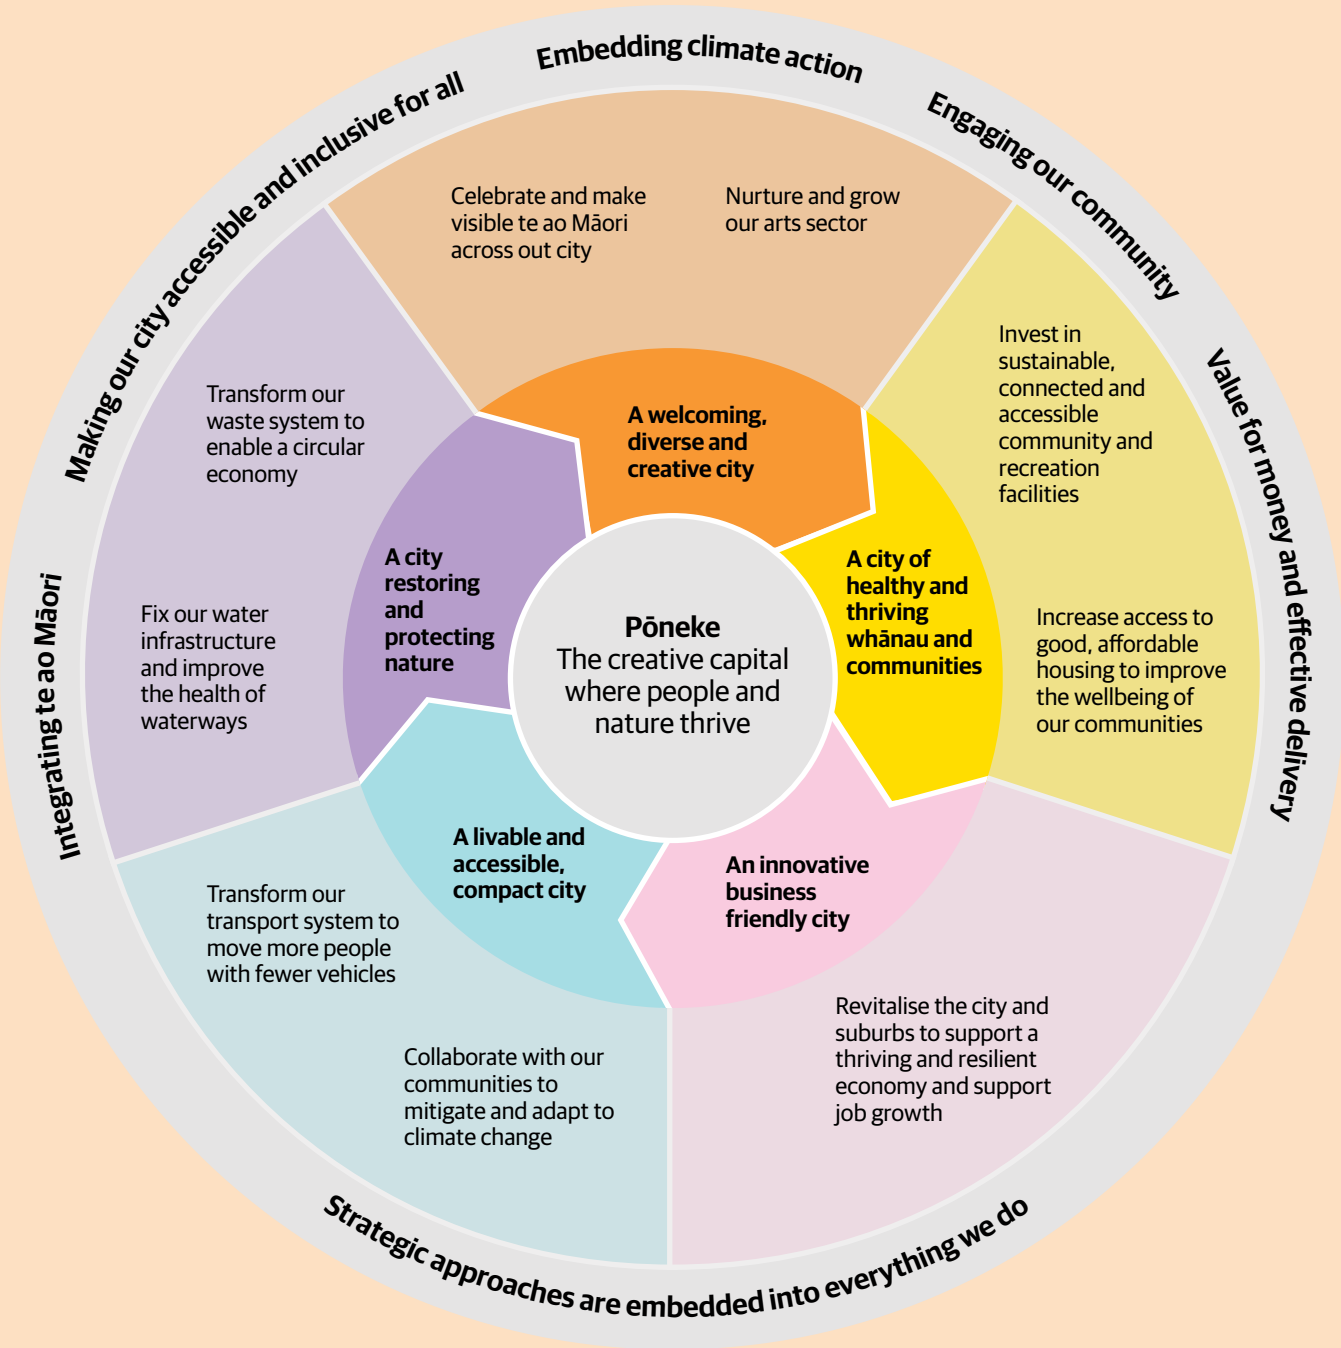 Embedding climate action
Engaging our community
Value for money and effective delivery
Strategic approaches are embedded into everything we do
Integrating te ao Māori
Making our city accessible and inclusive for all
Celebrate and make
visible te ao Māori
across out city
Nurture and grow
our arts sector
Invest in
sustainable,
connected and
accessible
community and
recreation
facilities
Increase access to
good, affordable
housing to improve
the wellbeing of
our communities
Revitalise the city and
suburbs to support a
thriving and resilient
economy and support
job growth
Collaborate with our
communities to
mitigate and adapt to
climate change
Transform our
transport system to
move more people
with fewer vehicles
Fix our water
infrastructure
and improve
the health of
waterways
Transform our
waste system to
enable a circular
economy
A welcoming,
diverse and
creative city
A city of
healthy and
thriving
whānau and
communities
An innovative
business
friendly city
A livable and
accessible,
compact city
A city
restoring
and
protecting
nature
Pōneke
The creative capital
where people and
nature thrive